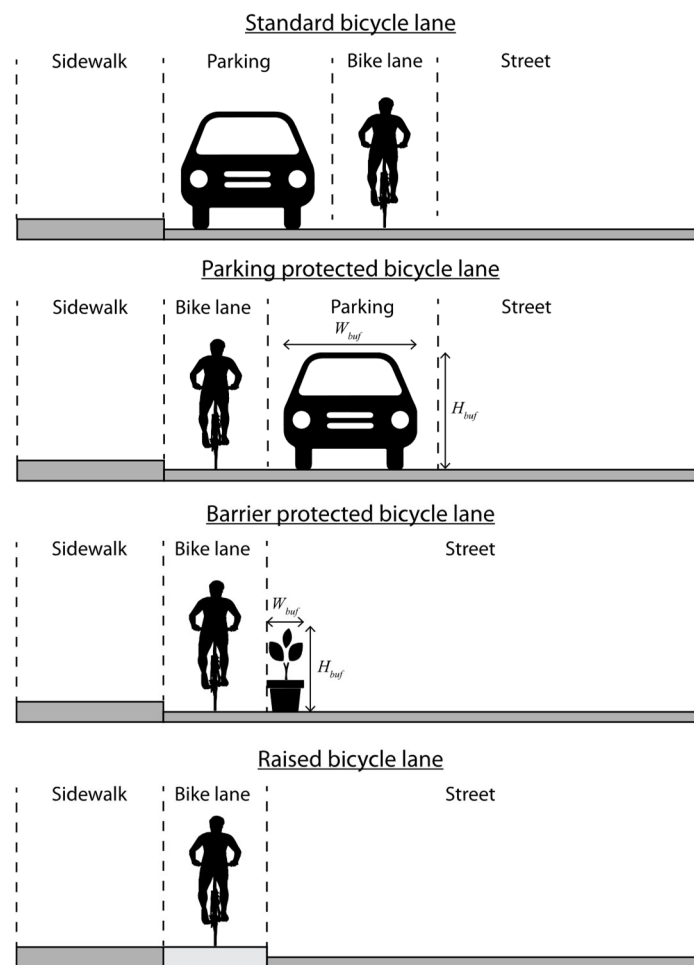 Standard bicycle lane
Sidewalk Parking Bike lane Street
Parking protected bicycle lane
Sidewalk Bike lane Parking Street
W_buf
H_buf
Barrier protected bicycle lane
Sidewalk Bike lane Street
W_buf
H_buf
Raised bicycle lane
Sidewalk Bike lane Street